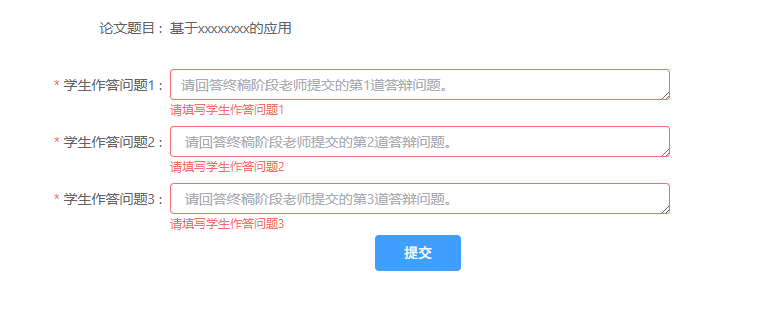 论文题目： 基于xxxxxxxx的应用
* 学生作答问题1： 请回答终稿阶段老师提交的第1道答辩问题。
请填写学生作答问题1
* 学生作答问题2： 请回答终稿阶段老师提交的第2道答辩问题。
请填写学生作答问题2
* 学生作答问题3： 请回答终稿阶段老师提交的第3道答辩问题。
请填写学生作答问题3
提交